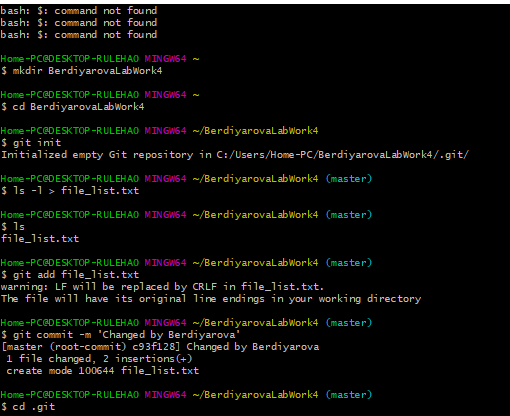 bash: $: command not found
bash: $: command not found
bash: $: command not found
Home-PC@DESKTOP-RULEHAO MINGW64 ~
$ mkdir BerdiyarovaLabWork4
Home-PC@DESKTOP-RULEHAO MINGW64 ~
$ cd BerdiyarovaLabWork4
Home-PC@DESKTOP-RULEHAO MINGW64 ~/BerdiyarovaLabWork4
$ git init
Initialized empty Git repository in C:/Users/Home-PC/BerdiyarovaLabWork4/.git/
Home-PC@DESKTOP-RULEHAO MINGW64 ~/BerdiyarovaLabWork4 (master)
$ ls -l > file_list.txt
Home-PC@DESKTOP-RULEHAO MINGW64 ~/BerdiyarovaLabWork4 (master)
$ ls
file_list.txt
Home-PC@DESKTOP-RULEHAO MINGW64 ~/BerdiyarovaLabWork4 (master)
$ git add file_list.txt
warning: LF will be replaced by CRLF in file_list.txt.
The file will have its original line endings in your working directory
Home-PC@DESKTOP-RULEHAO MINGW64 ~/BerdiyarovaLabWork4 (master)
$ git commit -m 'Changed by Berdiyarova'
[master (root-commit) c93f128] Changed by Berdiyarova
 1 file changed, 2 insertions(+)
 create mode 100644 file_list.txt
Home-PC@DESKTOP-RULEHAO MINGW64 ~/BerdiyarovaLabWork4 (master)
$ cd .git